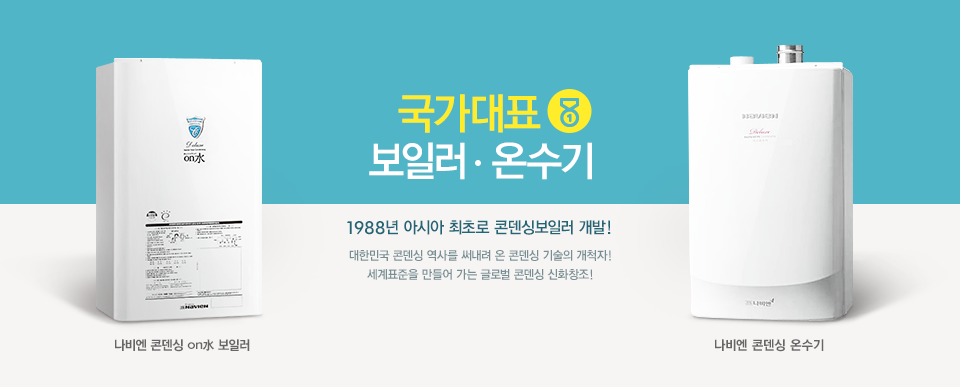 국가대표
1
보일러 · 온수기
1988년 아시아 최초로 콘덴싱보일러 개발!
대한민국 콘덴싱 역사를 써내려 온 콘덴싱 기술의 개척자!
세계표준을 만들어 가는 글로벌 콘덴싱 신화창조!
Deluxe
on水
NAVIEN
나비엔 콘덴싱 on水 보일러
NAVIEN
Deluxe
나비엔
나비엔 콘덴싱 온수기